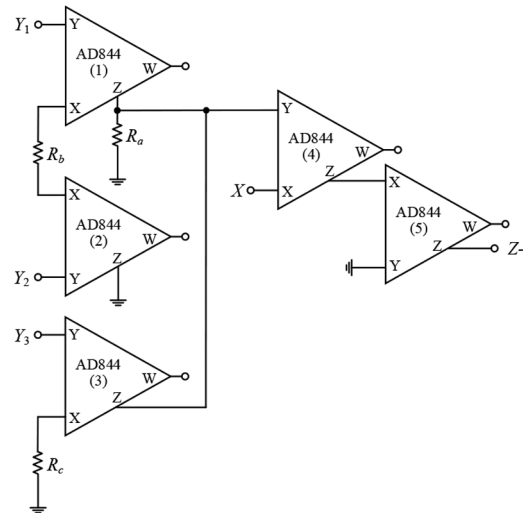 Y1
Y
AD844
(1)
W
Z
X
Ra
Rb
X
AD844
(2)
W
Z
Y2
Y
Y3
Y
AD844
(3)
W
Z
X
Rc
Y
AD844
(4)
W
Z
X
X
X
AD844
(5)
W
Z
Z-
Y